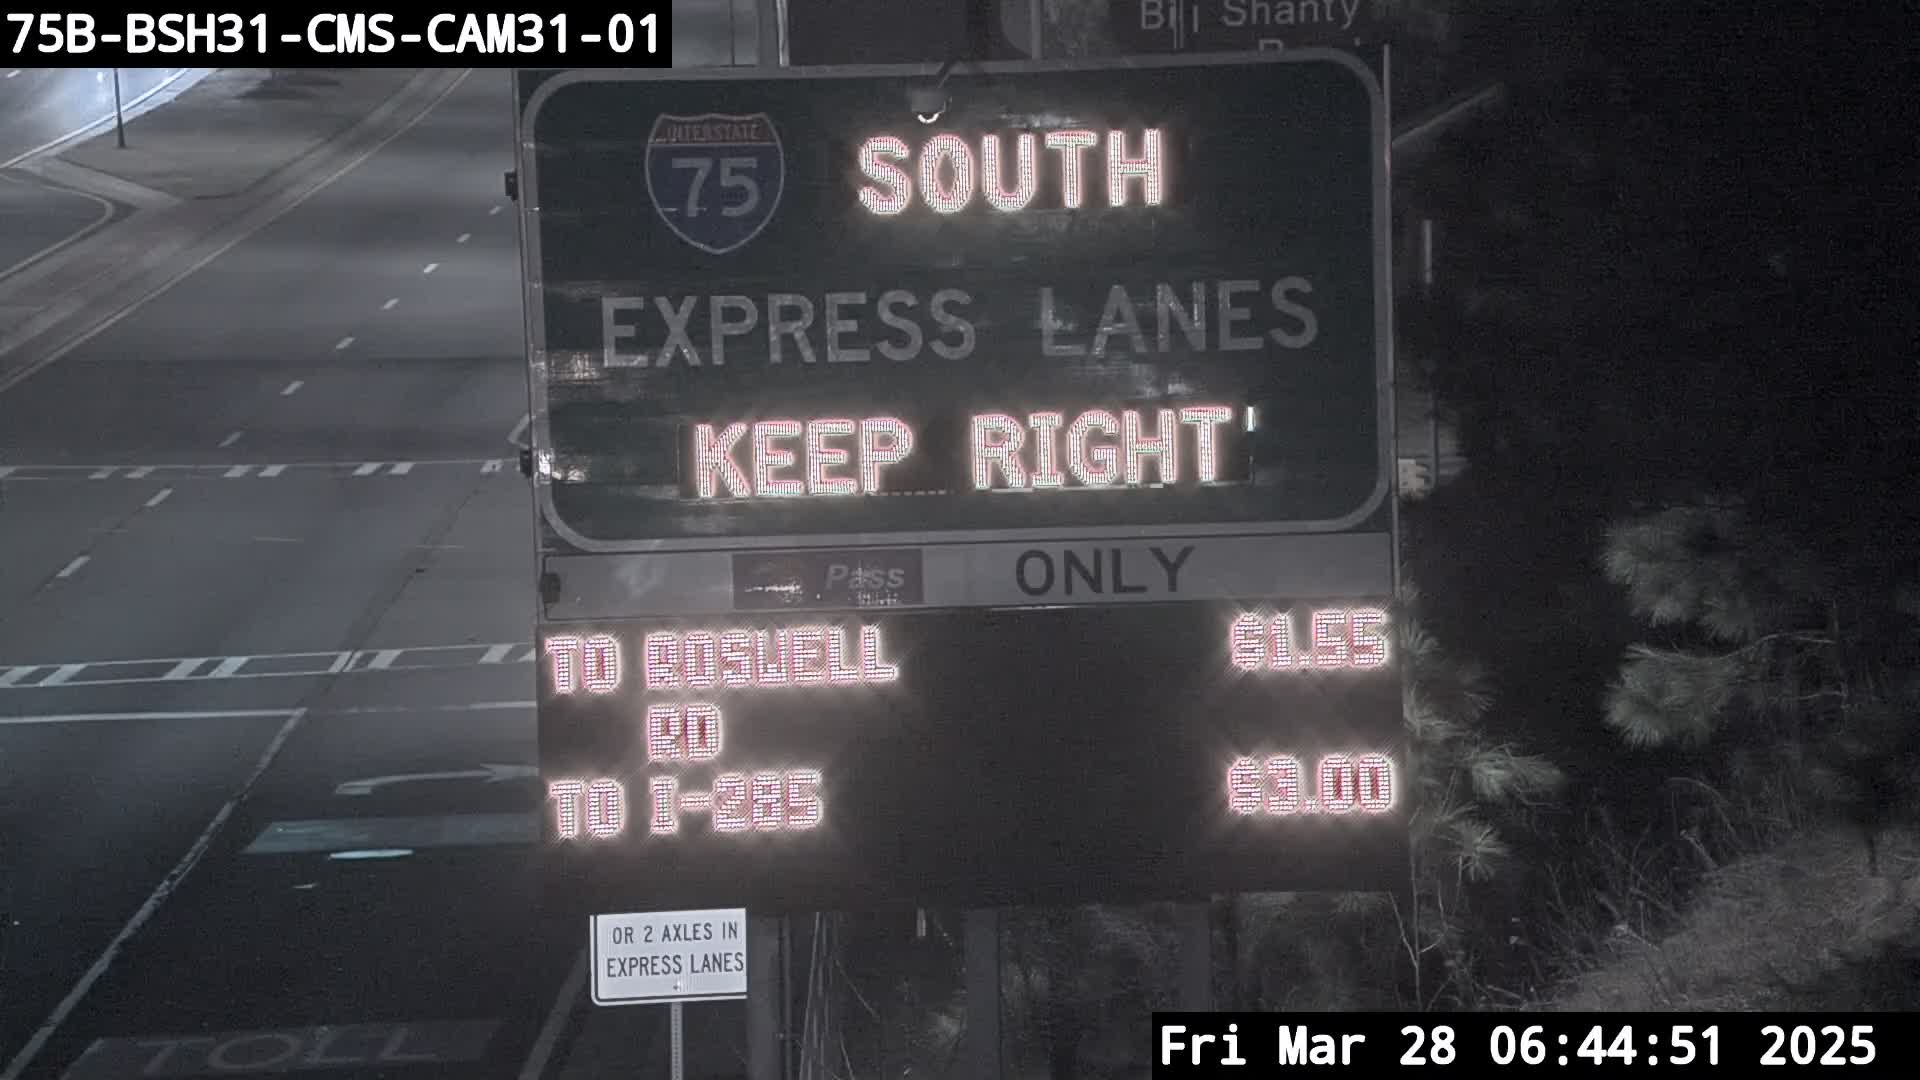 75B-BSH31-CMS-CAM31-01
Shanty
INTERSTATE
75
SOUTH
EXPRESS LANES
KEEP RIGHT
Pass
ONLY
TO ROSWELL $1.55
RD
TO I-285 $3.00
OR 2 AXLES IN
EXPRESS LANES
TOLL
Fri Mar 28 06:44:51 2025